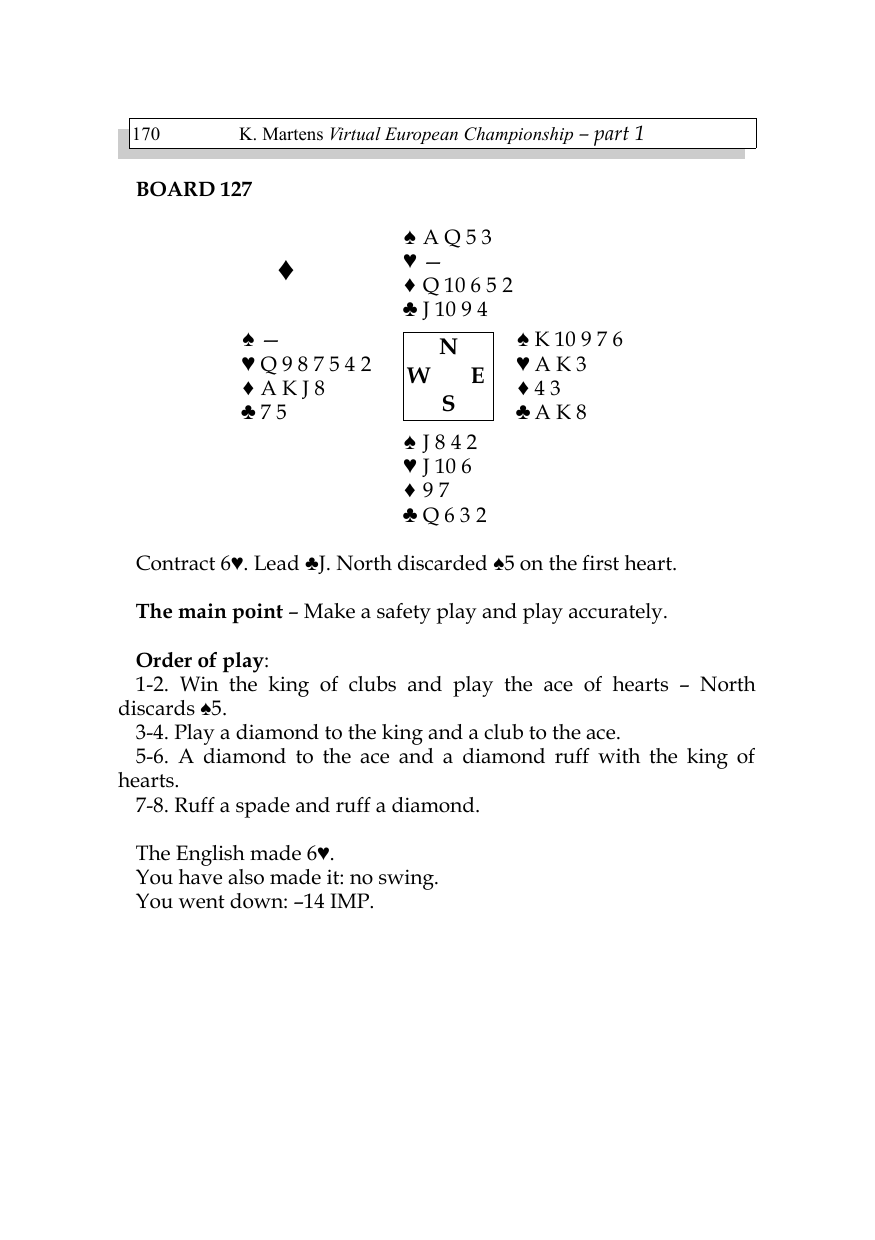 170 K. Martens Virtual European Championship – part 1
BOARD 127
♠ A Q 5 3
♥ —
♦ Q 10 6 5 2
♣ J 10 9 4
♦
♠ —
♥ Q 9 8 7 5 4 2
♦ A K J 8
♣ 7 5
N
W E
S
♠ K 10 9 7 6
♥ A K 3
♦ 4 3
♣ A K 8
♠ J 8 4 2
♥ J 10 6
♦ 9 7
♣ Q 6 3 2
Contract 6♥. Lead ♣J. North discarded ♠5 on the first heart.
The main point – Make a safety play and play accurately.
Order of play:
1-2. Win the king of clubs and play the ace of hearts – North
discards ♠5.
3-4. Play a diamond to the king and a club to the ace.
5-6. A diamond to the ace and a diamond ruff with the king of
hearts.
7-8. Ruff a spade and ruff a diamond.
The English made 6♥.
You have also made it: no swing.
You went down: –14 IMP.